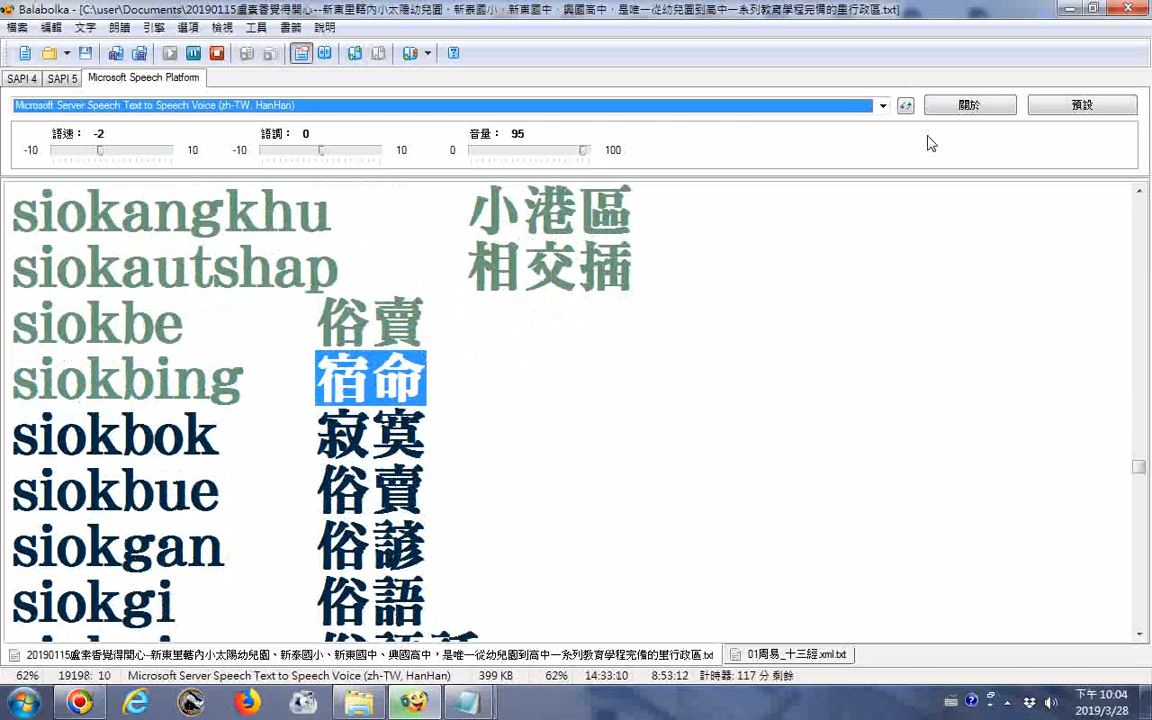 Balabolka - [C:\user\Documents\20190115盧素香覺得開心--新東里轄內小太陽幼兒園、新泰國小、新東國中、興國高中，是唯一從幼兒園到高中一系列教育學程完備的里行政區.txt]
檔案 編輯 文字 朗讀 引擎 選項 檢視 工具 書籤 說明
SAPI 4 SAPI 5 Microsoft Speech Platform
Microsoft Server Speech Text to Speech Voice (zh-TW, HanHan) 關於 預設
語速： -2 語調： 0 音量： 95
-10 10 -10 10 0 100
siokangkhu 小港區
siokautshap 相交插
siokbe 俗賣
siokbing 宿命
siokbok 寂寞
siokbue 俗賣
siokgan 俗諺
siokgi 俗語
20190115盧素香覺得開心--新東里轄內小太陽幼兒園、新泰國小、新東國中、興國高中，是唯一從幼兒園到高中一系列教育學程完備的里行政區.txt 01周易_十三經.xml.txt
62% 19198: 10 Microsoft Server Speech Text to Speech Voice (zh-TW, HanHan) 399 KB 62% 14:33:10 8:53:12 計時器: 117 分 剩餘
下午 10:04
2019/3/28